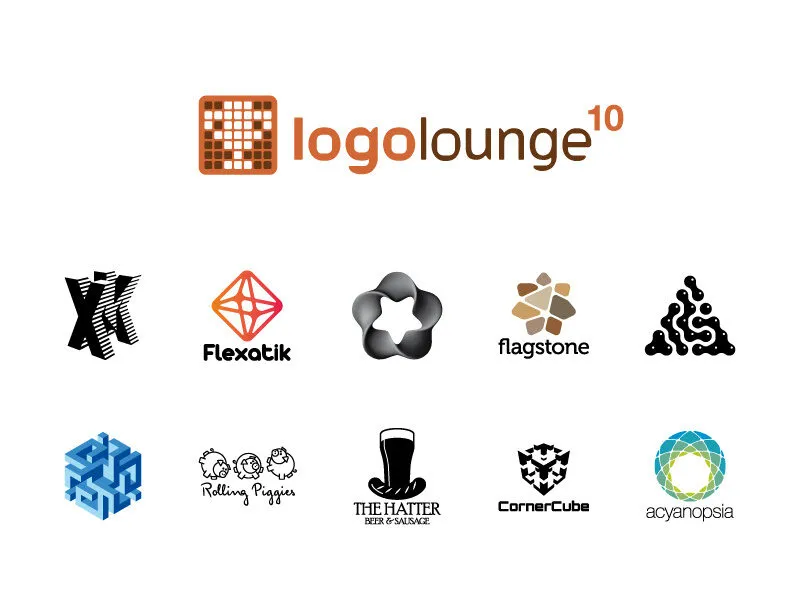 logolounge10
Flexatik
flagstone
Rolling Piggies
THE HATTER
BEER & SAUSAGE
CornerCube
acyanopsia